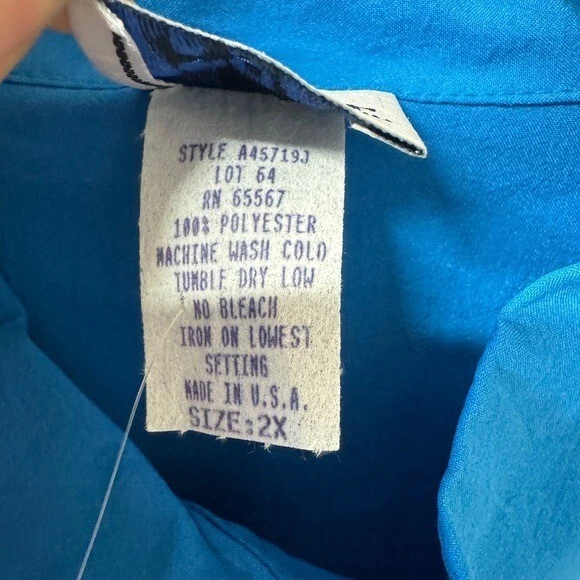 STYLE A45719J
LOT 64
RN 65567
100% POLYESTER
MACHINE WASH COLD
TUMBLE DRY LOW
NO BLEACH
IRON ON LOWEST
SETTING
MADE IN U.S.A.
SIZE:2X